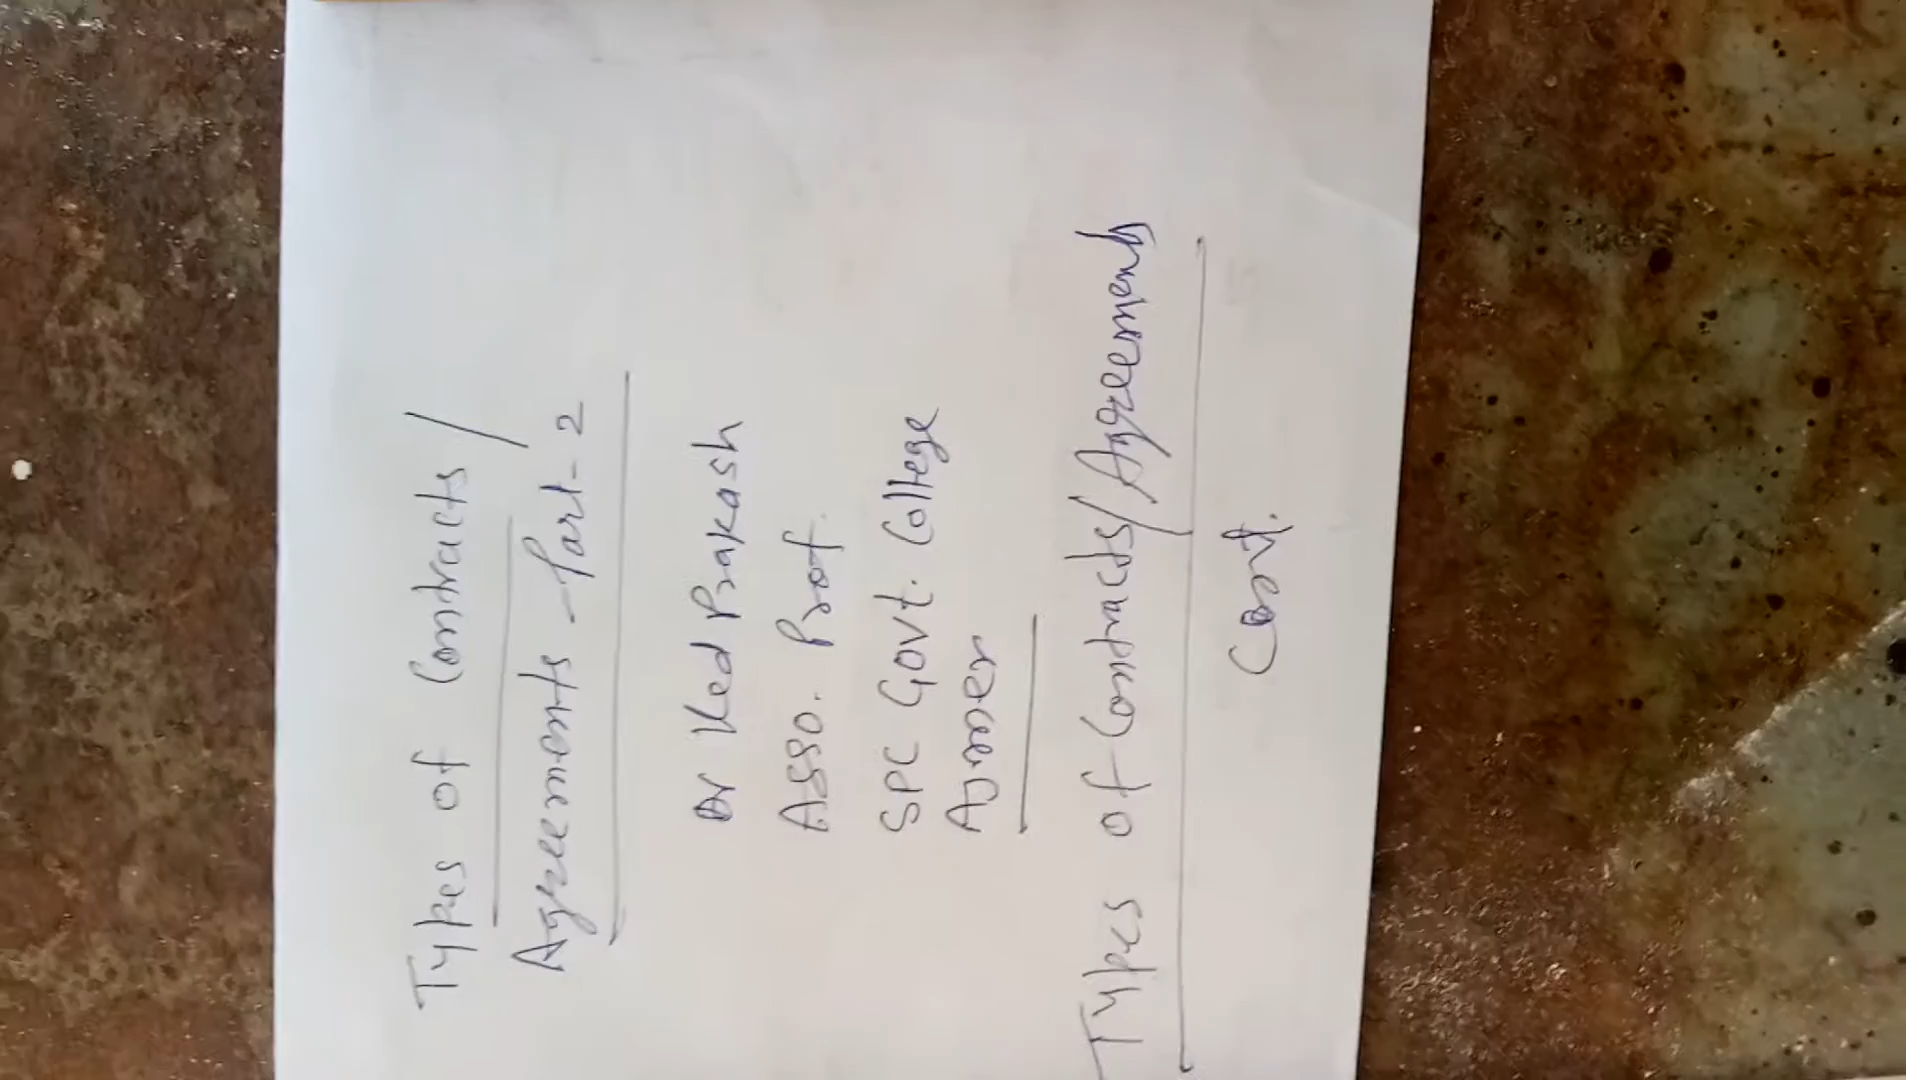 Types of Contracts /
Agreements - Part-2
Dr Ved Prakash
Asso. Prof.
SPC Govt. College
Ajmer
Types of Contracts/Agreements
Cont.